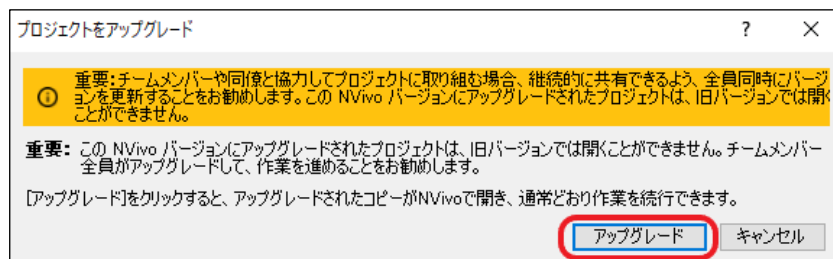 プロジェクトをアップグレード
重要:チームメンバーや同僚と協力してプロジェクトに取り組む場合、継続的に共有できるよう、全員同時にバージ
ョンを更新することをお勧めします。この NVivo バージョンにアップグレードされたプロジェクトは、旧バージョンでは開く
ことができません。
重要: この NVivo バージョンにアップグレードされたプロジェクトは、旧バージョンでは開くことができません。チームメンバー
全員がアップグレードして、作業を進めることをお勧めします。
[アップグレード]をクリックすると、アップグレードされたコピーがNVivoで開き、通常どおり作業を続行できます。
アップグレード キャンセル